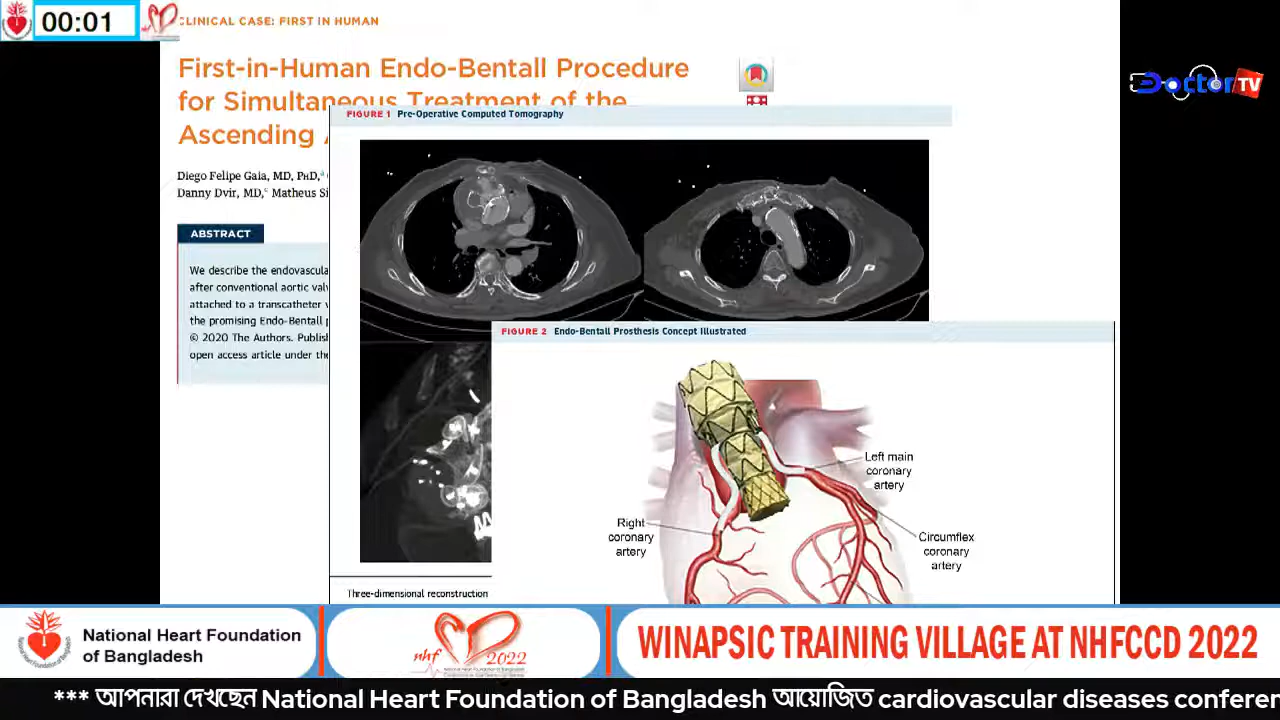 00:01
CLINICAL CASE: FIRST IN HUMAN
First-in-Human Endo-Bentall Procedure
for Simultaneous Treatment of the
Ascending
Diego Felipe Gaia, MD, PHD,
Danny Dvir, MD,c Matheus
ABSTRACT
We describe the endovascula
after conventional aortic
attached to a transcatheter
the promising Endo-Bentall
© 2020 The Authors. Publis
open access article under the
FIGURE 1 Pre-Operative Computed Tomography
FIGURE 2 Endo-Bentall Prosthesis Concept Illustrated
Left main
coronary
artery
Right
coronary
artery
Circumflex
coronary
artery
Three-dimensional reconstruction
DoctorTV
National Heart Foundation
of Bangladesh
nhf 2022
WINAPSIC TRAINING VILLAGE AT NHFCCD 2022
*** আপনারা দেখছেন National Heart Foundation of Bangladesh আয়োজিত cardiovascular diseases conferen